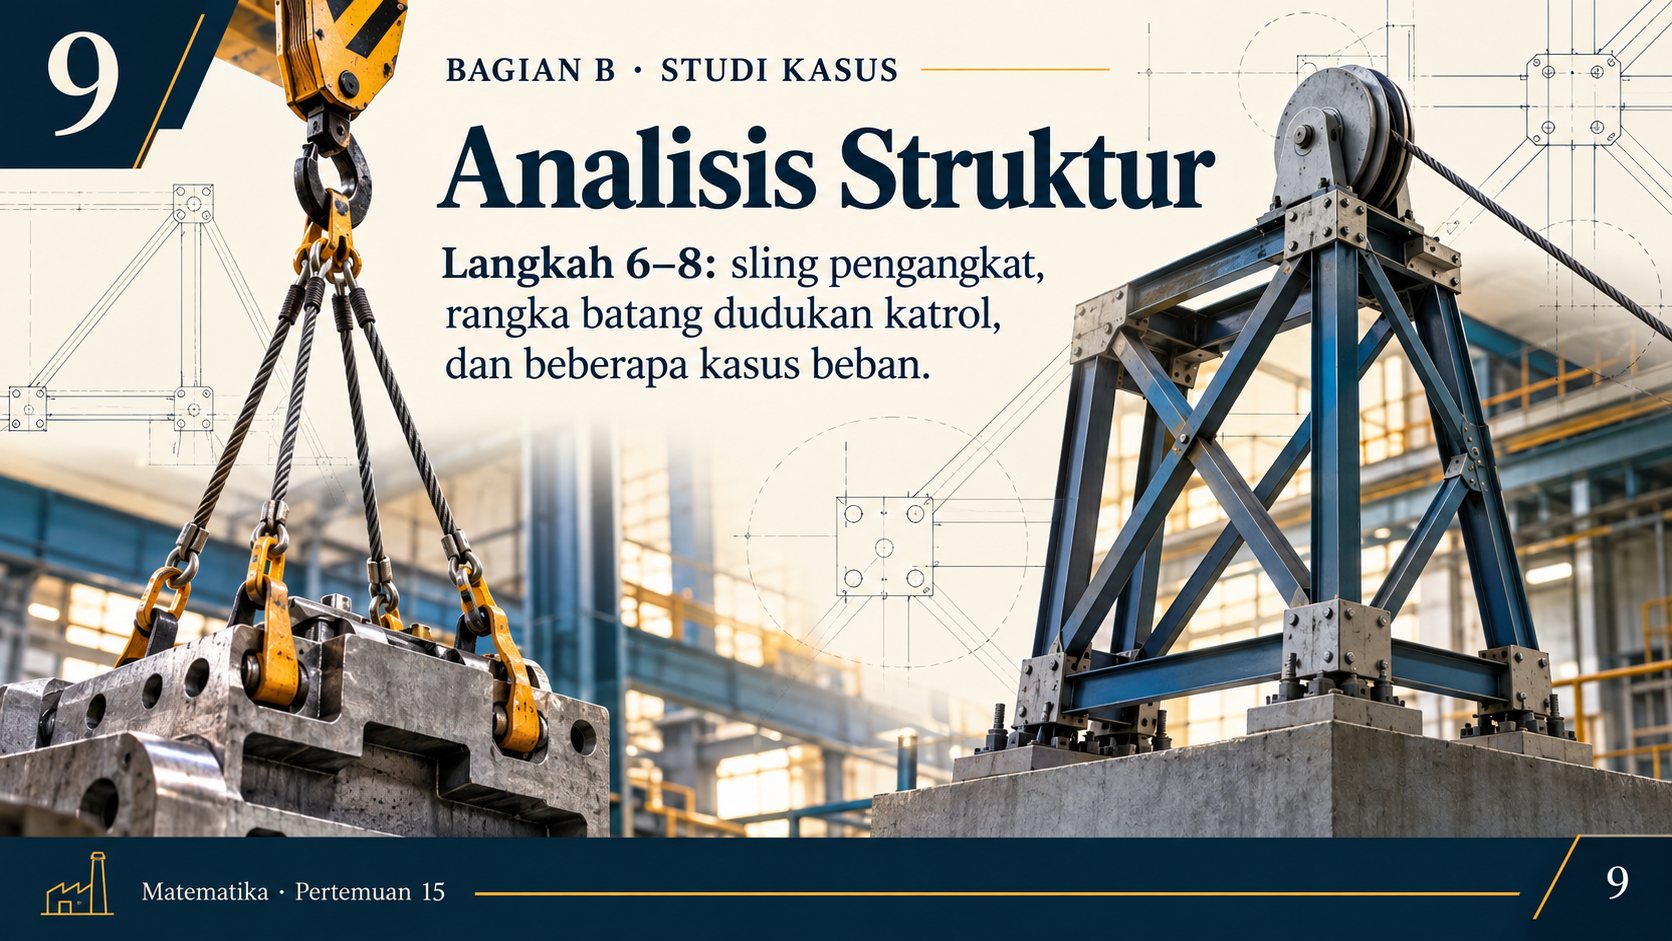 9
BAGIAN B · STUDI KASUS
Analisis Struktur
Langkah 6–8: sling pengangkat,
rangka batang dudukan katrol,
dan beberapa kasus beban.
Matematika · Pertemuan 15
9